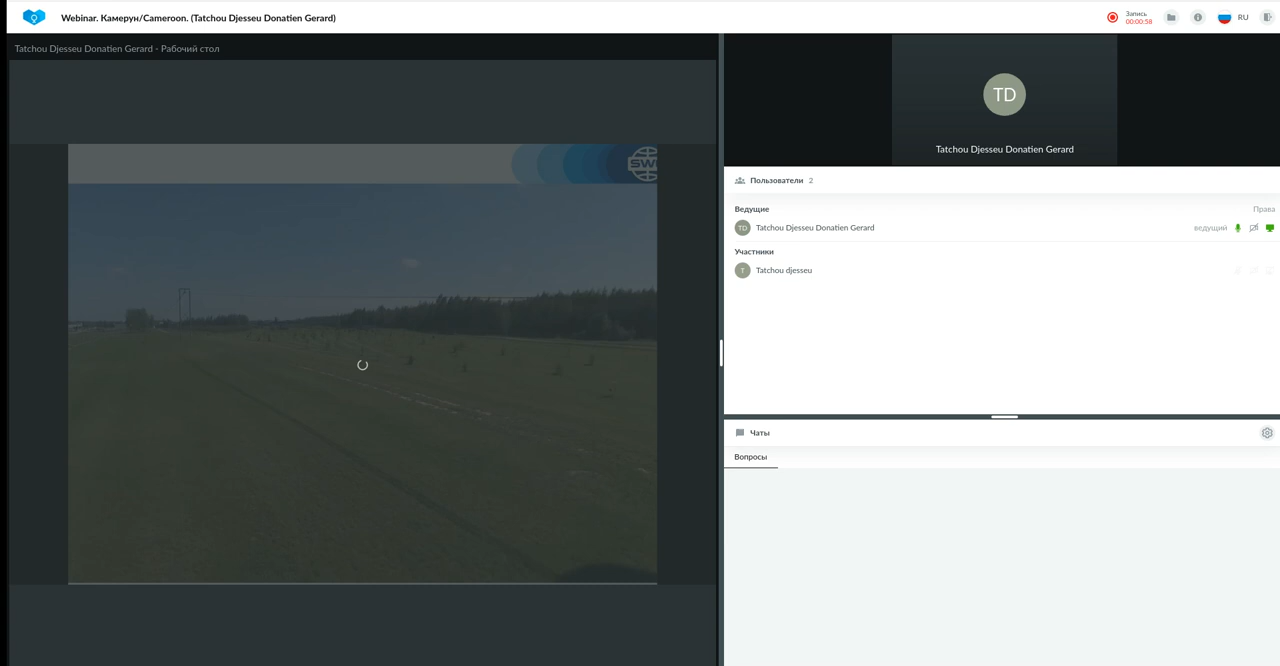 Webinar. Камерун/Cameroon. (Tatchou Djesseu Donatien Gerard)
Запись
00:00:58
RU
Tatchou Djesseu Donatien Gerard - Рабочий стол
TD
Tatchou Djesseu Donatien Gerard
Пользователи 2
Ведущие Права
TD Tatchou Djesseu Donatien Gerard ведущий
Участники
T Tatchou djesseu
Чаты
Вопросы